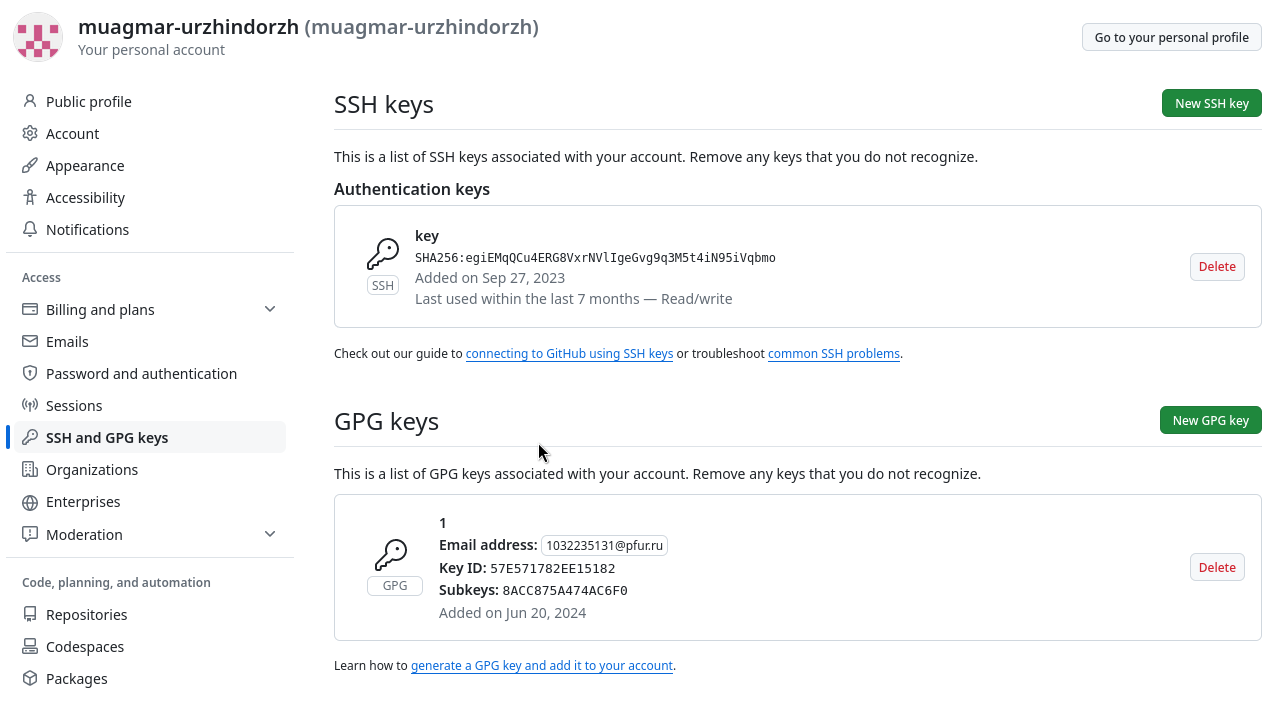 muagmar-urzhindorzh (muagmar-urzhindorzh)
Your personal account
Go to your personal profile
Public profile
Account
Appearance
Accessibility
Notifications
Access
Billing and plans
Emails
Password and authentication
Sessions
SSH and GPG keys
Organizations
Enterprises
Moderation
Code, planning, and automation
Repositories
Codespaces
Packages
SSH keys
New SSH key
This is a list of SSH keys associated with your account. Remove any keys that you do not recognize.
Authentication keys
key
SHA256:egiEMqQCu4ERG8VxrNVlIgeGvg9q3M5t4iN95iVqbmo
Added on Sep 27, 2023
Last used within the last 7 months — Read/write
SSH
Delete
Check out our guide to connecting to GitHub using SSH keys or troubleshoot common SSH problems.
GPG keys
New GPG key
This is a list of GPG keys associated with your account. Remove any keys that you do not recognize.
1
Email address: 1032235131@pfur.ru
Key ID: 57E571782EE15182
Subkeys: 8ACC875A474AC6F0
Added on Jun 20, 2024
GPG
Delete
Learn how to generate a GPG key and add it to your account.